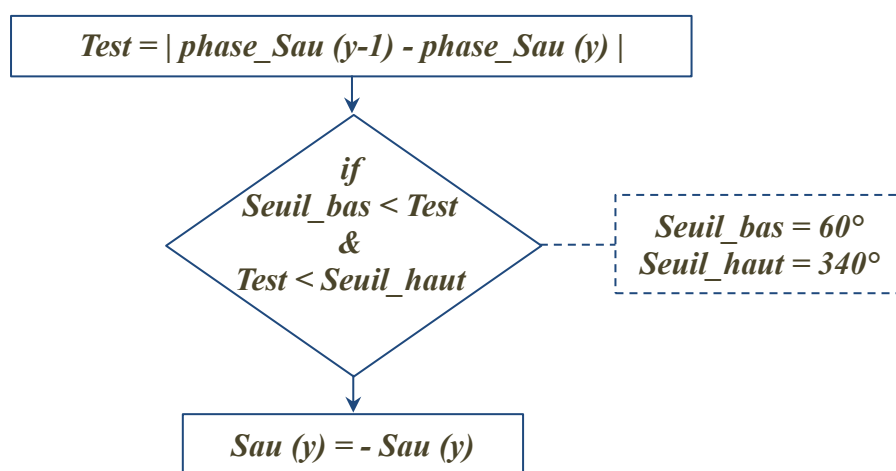 Test = | phase_Sau (y-1) - phase_Sau (y) |
if
Seuil_bas < Test
&
Test < Seuil_haut
Seuil_bas = 60°
Seuil_haut = 340°
Sau (y) = - Sau (y)